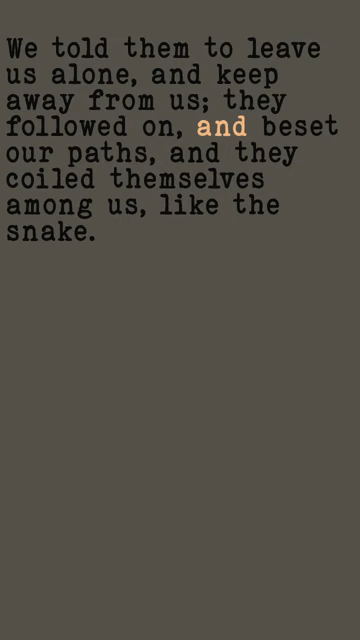 We told them to leave
us alone, and keep
away from us; they
followed on, and beset
our paths, and they
coiled themselves
among us, like the
snake.